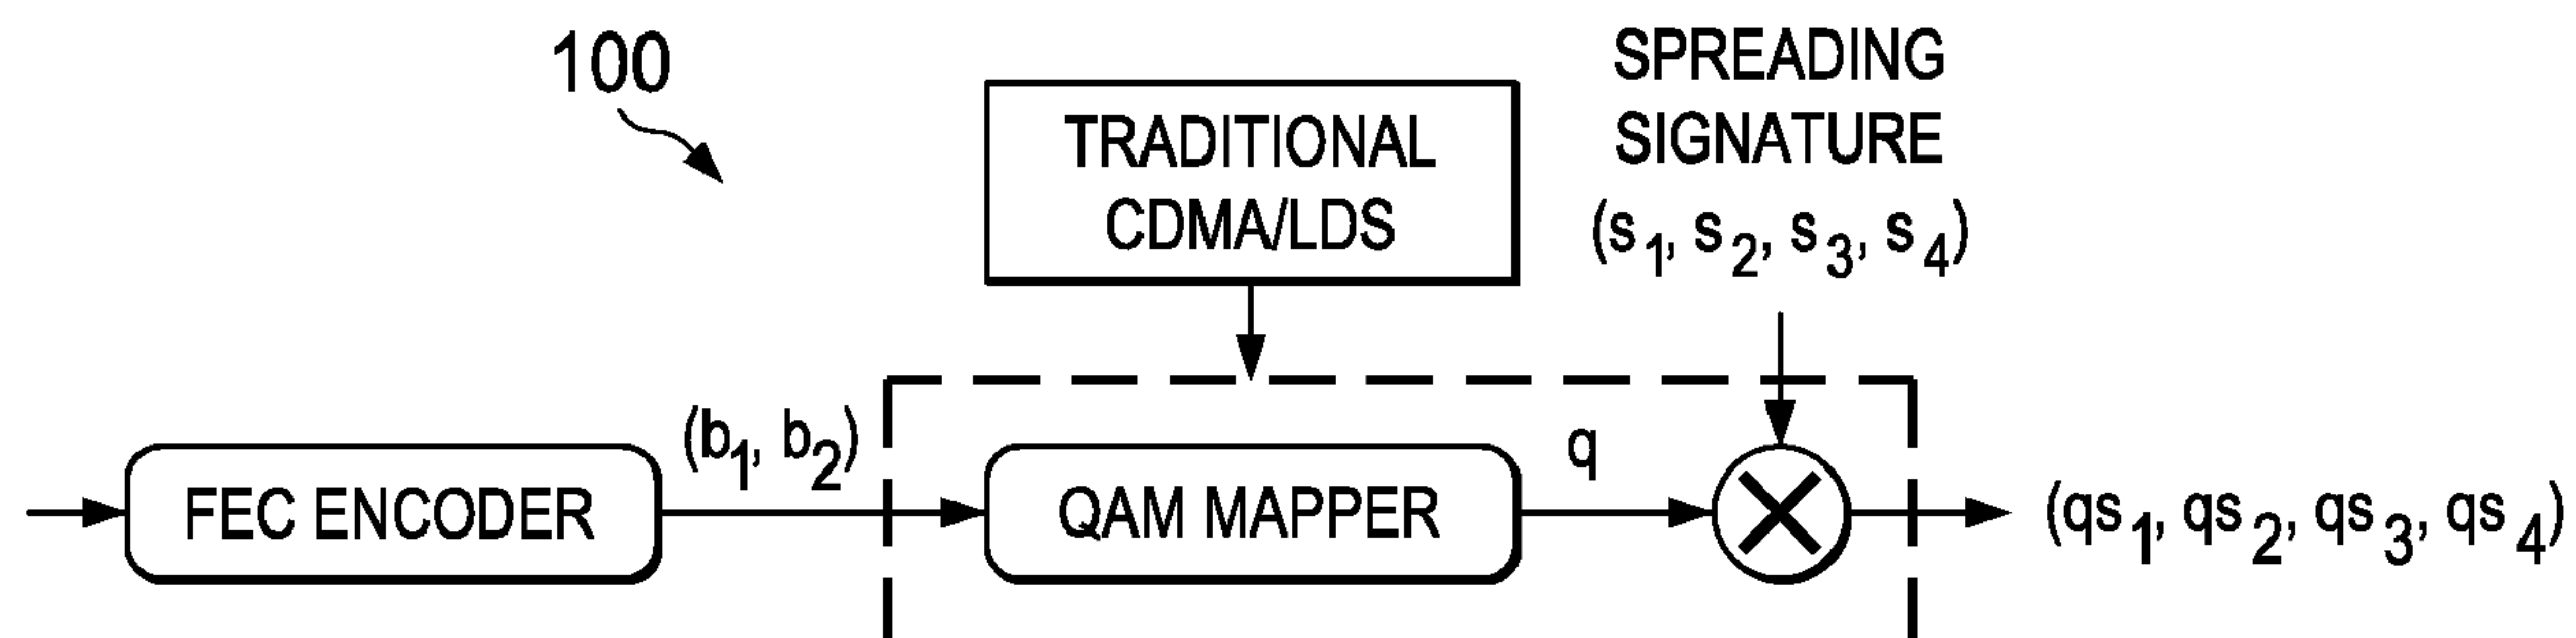 100
TRADITIONAL
CDMA/LDS
SPREADING
SIGNATURE
(s1, s2, s3, s4)
FEC ENCODER
(b1, b2)
QAM MAPPER
q
(qs1, qs2, qs3, qs4)